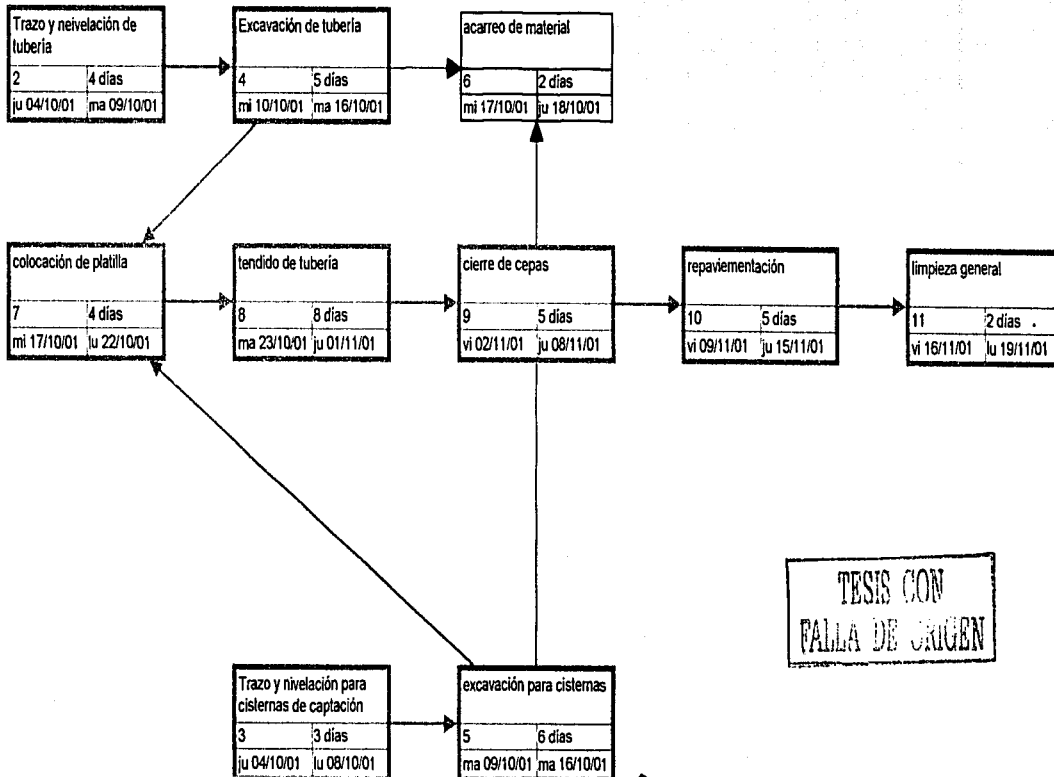 Trazo y neivelación de
tubería
2 4 días
ju 04/10/01 ma 09/10/01
Excavación de tubería
4 5 días
mi 10/10/01 ma 16/10/01
acarreo de material
6 2 días
mi 17/10/01 ju 18/10/01
colocación de platilla
7 4 días
mi 17/10/01 lu 22/10/01
tendido de tubería
8 8 días
ma 23/10/01 ju 01/11/01
cierre de cepas
9 5 días
vi 02/11/01 ju 08/11/01
repaviementación
10 5 días
vi 09/11/01 ju 15/11/01
limpieza general
11 2 días
vi 16/11/01 lu 19/11/01
TESIS CON
FALLA DE ORIGEN
Trazo y nivelación para
cisternas de captación
3 3 días
ju 04/10/01 lu 08/10/01
excavación para cisternas
5 6 días
ma 09/10/01 ma 16/10/01